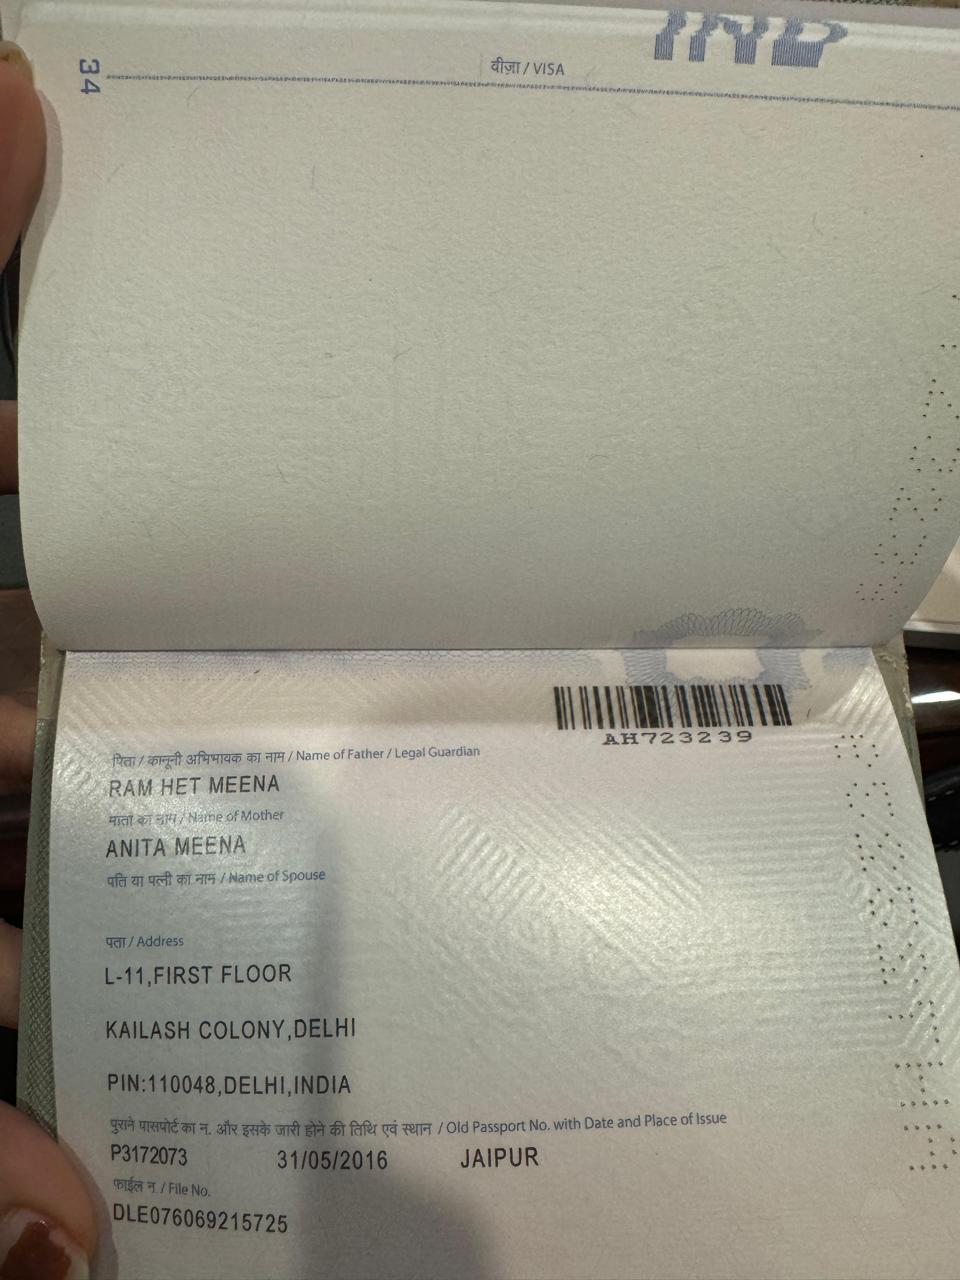 IND
34
वीज़ा / VISA
AH723239
पिता / कानूनी अभिभावक का नाम / Name of Father / Legal Guardian
RAM HET MEENA
माता का नाम / Name of Mother
ANITA MEENA
पति या पत्नी का नाम / Name of Spouse
पता / Address
L-11,FIRST FLOOR
KAILASH COLONY,DELHI
PIN:110048,DELHI,INDIA
पुराने पासपोर्ट का न. और इसके जारी होने की तिथि एवं स्थान / Old Passport No. with Date and Place of Issue
P3172073 31/05/2016 JAIPUR
फाईल न. / File No.
DLE076069215725